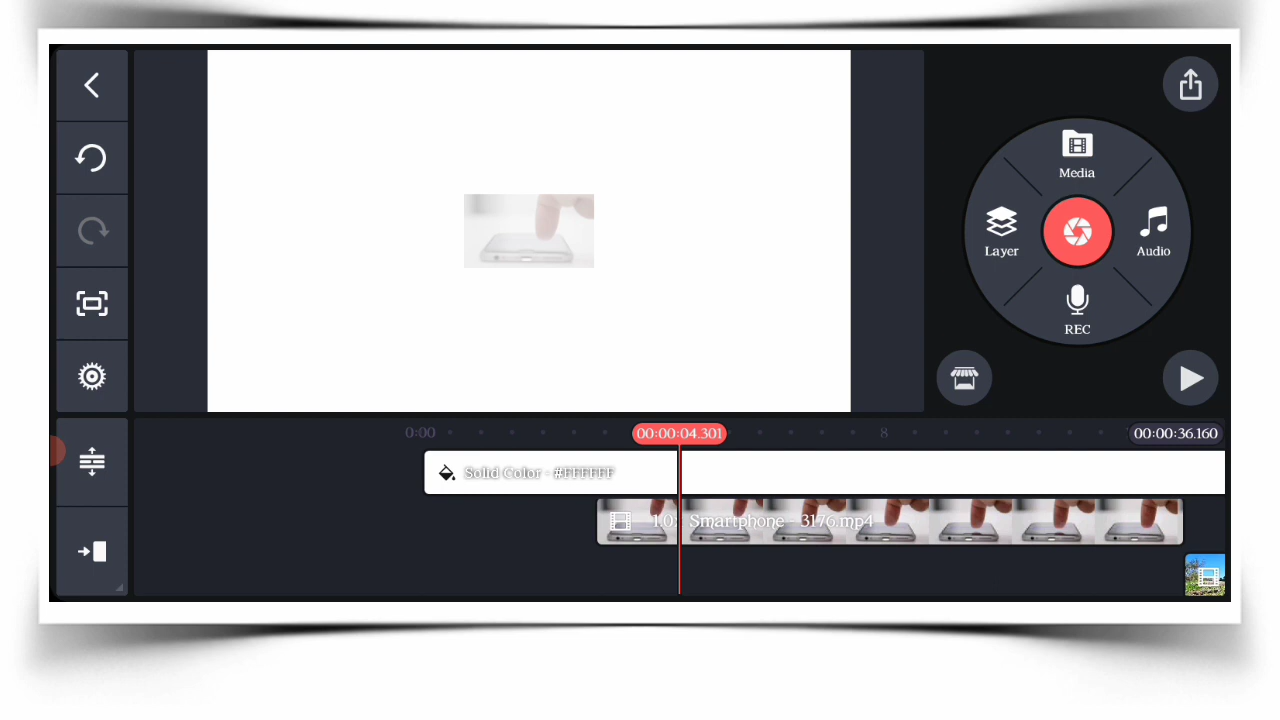 Media
Layer
Audio
REC
0:00
00:00:04.301
8
00:00:36.160
Solid Color - #FFFFFF
Smartphone - 3176.mp4